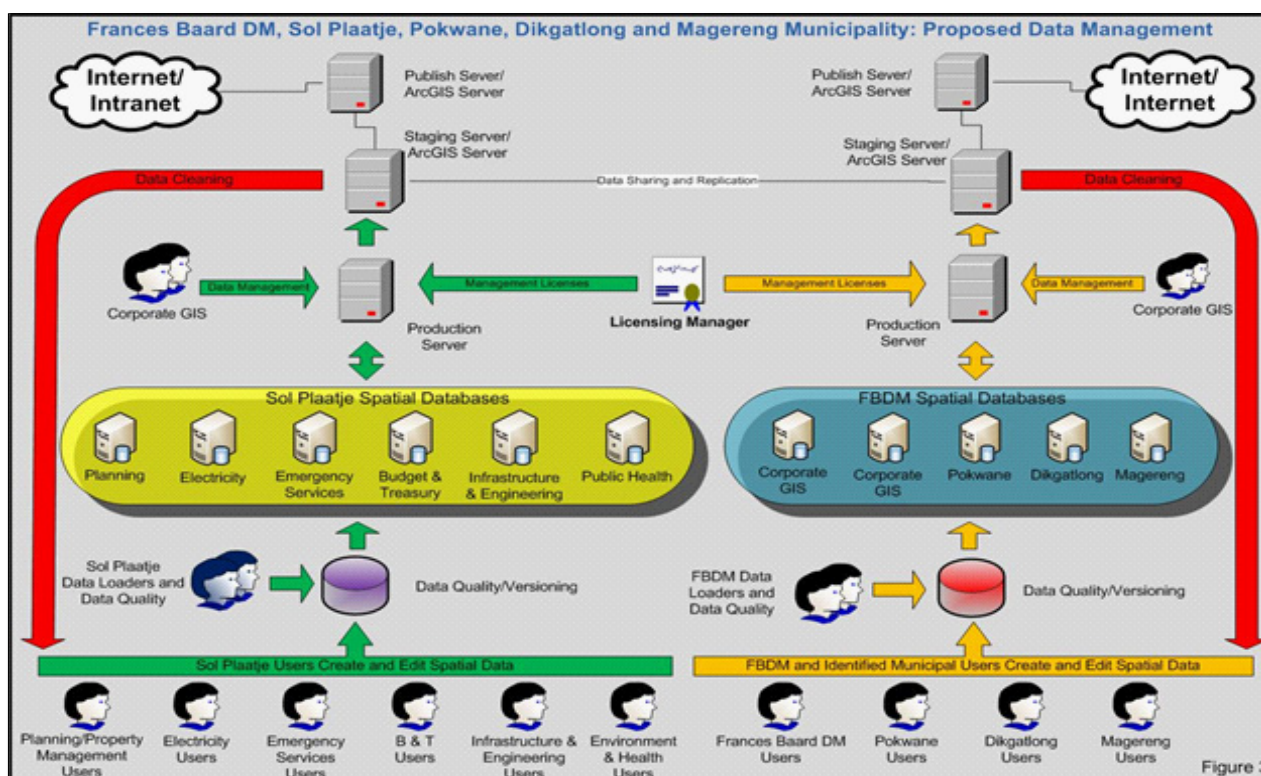 Frances Baard DM, Sol Plaatje, Pokwane, Dikgatlong and Magereng Municipality: Proposed Data Management
Internet/
Intranet
Publish Sever/
ArcGIS Server
Publish Sever/
ArcGIS Server
Internet/
Internet
Staging Server/
ArcGIS Server
Staging Server/
ArcGIS Server
Data Cleaning
Data Sharing and Replication
Data Cleaning
Data Management
Management Licenses
Management Licenses
Data Management
Corporate GIS
Licensing Manager
Corporate GIS
Production
Server
Production
Server
Sol Plaatje Spatial Databases
Planning
Electricity
Emergency
Services
Budget &
Treasury
Infrastructure
& Engineering
Public Health
FBDM Spatial Databases
Corporate
GIS
Corporate
GIS
Pokwane
Dikgatlong
Magereng
Sol Plaatje
Data Loaders and
Data Quality
Data Quality/Versioning
FBDM Data
Loaders and
Data Quality
Data Quality/Versioning
Sol Plaatje Users Create and Edit Spatial Data
FBDM and Identified Municipal Users Create and Edit Spatial Data
Planning/Property
Management
Users
Electricity
Users
Emergency
Services
Users
B & T
Users
Infrastructure &
Engineering
Users
Environment
& Health
Users
Frances Baard DM
Users
Pokwane
Users
Dikgatlong
Users
Magereng
Users
Figure